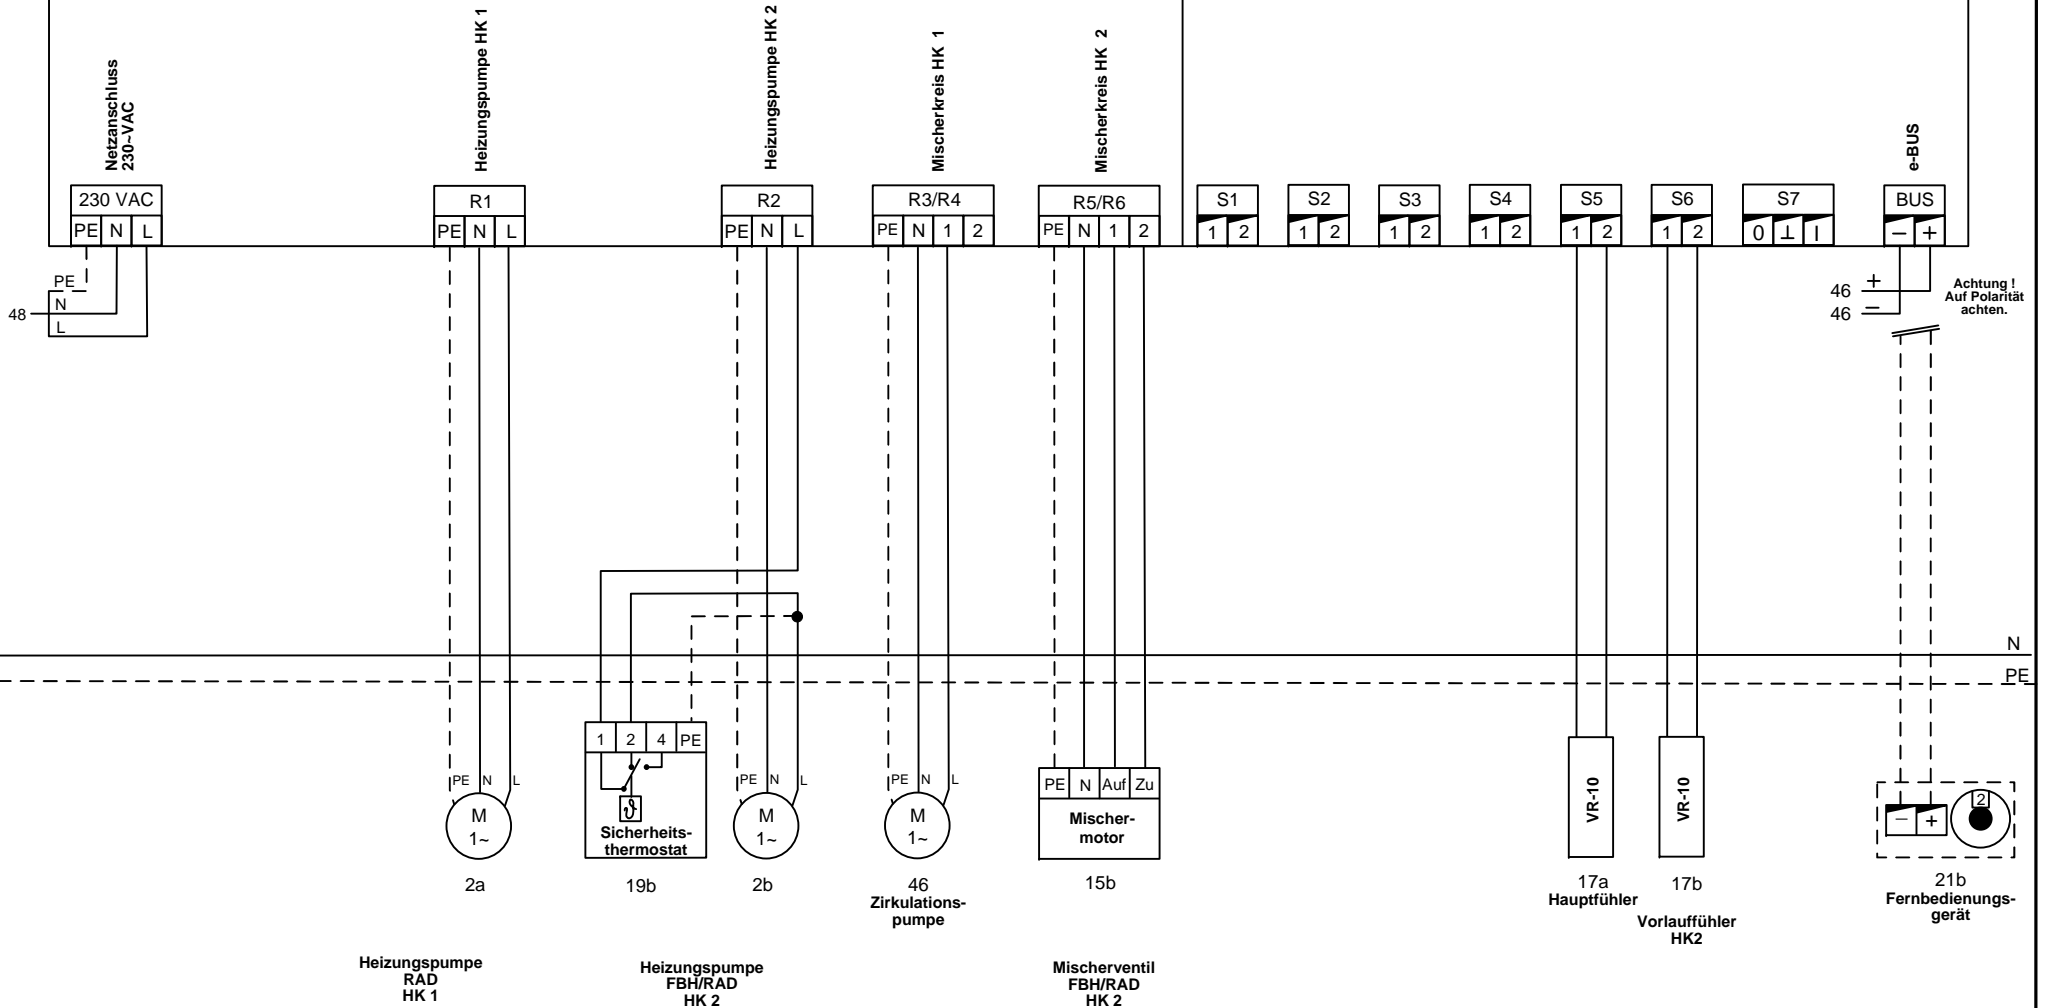 Netzanschluss
230~VAC
Heizungspumpe HK 1
Heizungspumpe HK 2
Mischerkreis HK 1
Mischerkreis HK 2
e-BUS
230 VAC
R1
R2
R3/R4
R5/R6
S1
S2
S3
S4
S5
S6
S7
BUS
PE N L
PE N L
PE N L
PE N 1 2
PE N 1 2
1 2
1 2
1 2
1 2
1 2
1 2
0 ⊥ I
− +
PE
N
48
L
46 +
46 −
Achtung !
Auf Polarität
achten.
N
PE
1 2 4 PE
PE N L
PE N L
PE N L
M
1~
ϑ
Sicherheits-
thermostat
M
1~
M
1~
PE N Auf Zu
Mischer-
motor
VR-10
VR-10
− +
2
2a
19b
2b
46
Zirkulations-
pumpe
15b
17a
Hauptfühler
17b
Vorlauffühler
HK2
21b
Fernbedienungs-
gerät
Heizungspumpe
RAD
HK 1
Heizungspumpe
FBH/RAD
HK 2
Mischerventil
FBH/RAD
HK 2